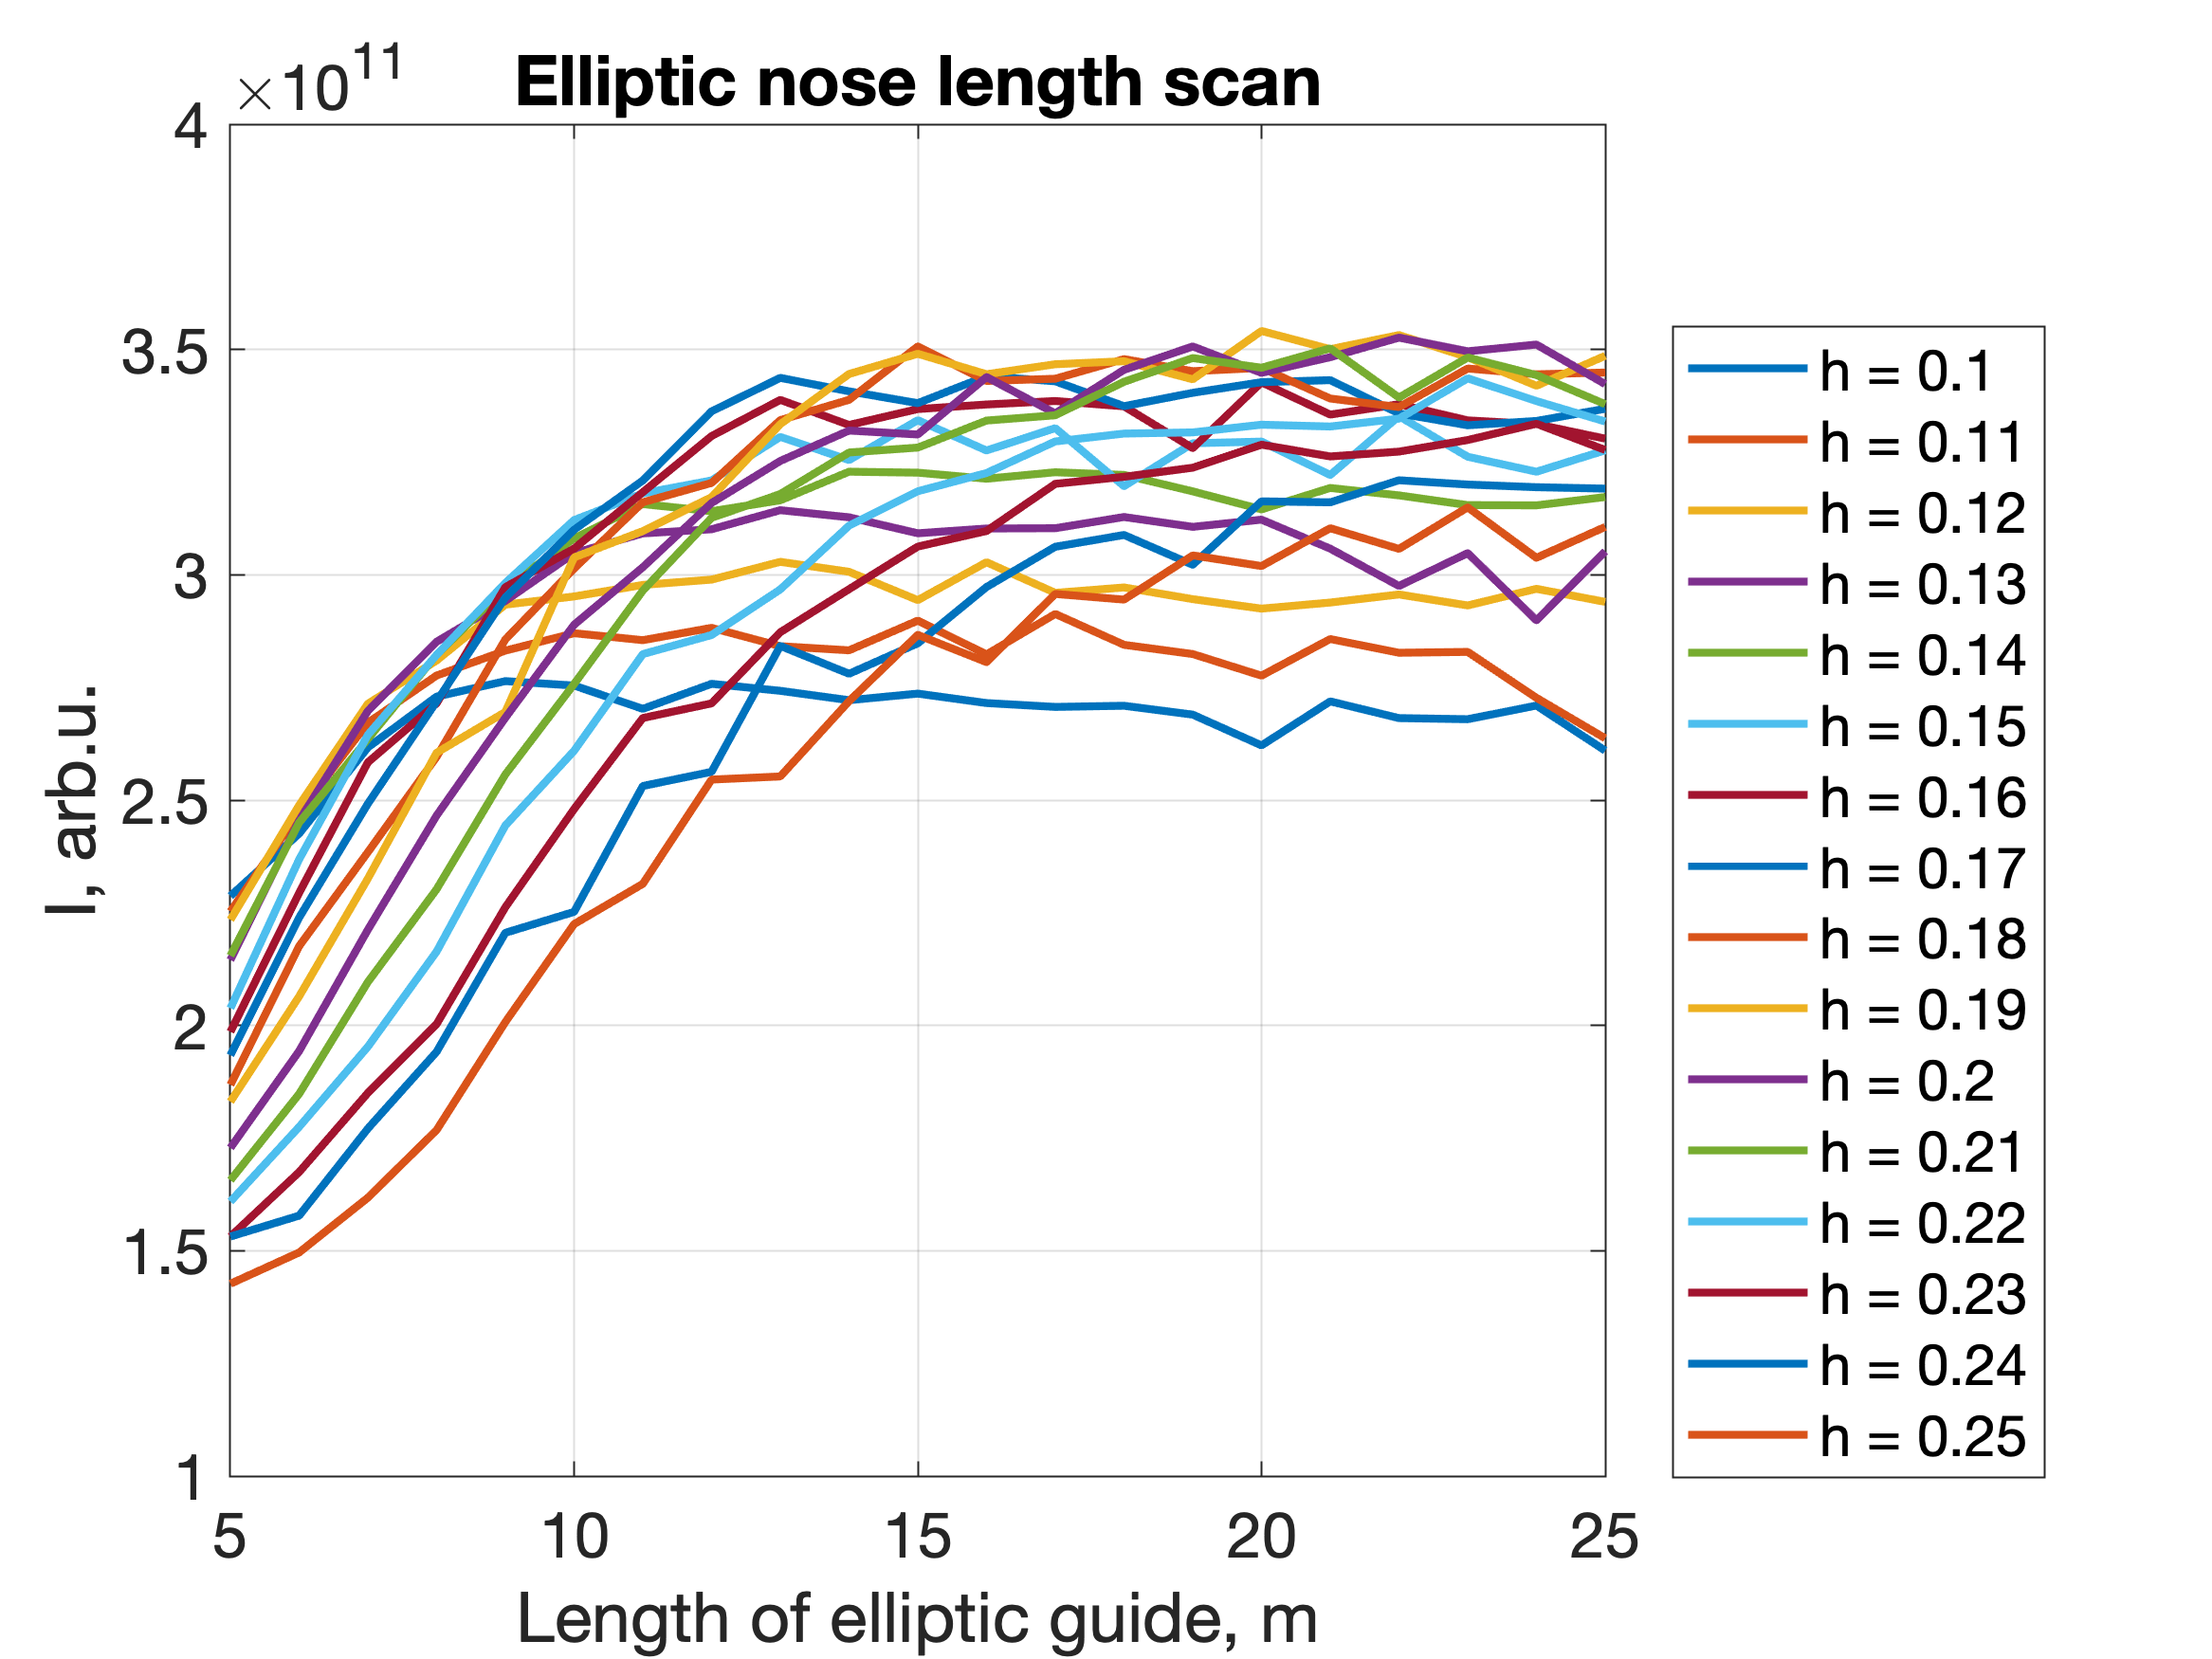 ×10^11
Elliptic nose length scan
4
3.5
3
2.5
2
1.5
1
I, arb.u.
5 10 15 20 25
Length of elliptic guide, m
h = 0.1
h = 0.11
h = 0.12
h = 0.13
h = 0.14
h = 0.15
h = 0.16
h = 0.17
h = 0.18
h = 0.19
h = 0.2
h = 0.21
h = 0.22
h = 0.23
h = 0.24
h = 0.25